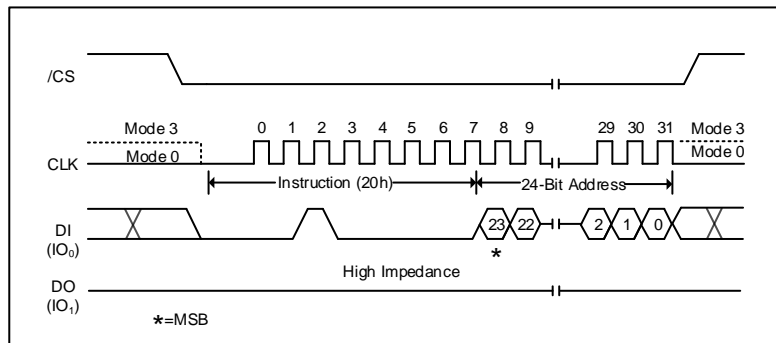 /CS
Mode 3
0 1 2 3 4 5 6 7 8 9 29 30 31
Mode 3
CLK
Mode 0
Mode 0
Instruction (20h)
24-Bit Address
DI
(IO₀)
23 22 2 1 0
*
High Impedance
DO
(IO₁)
*=MSB